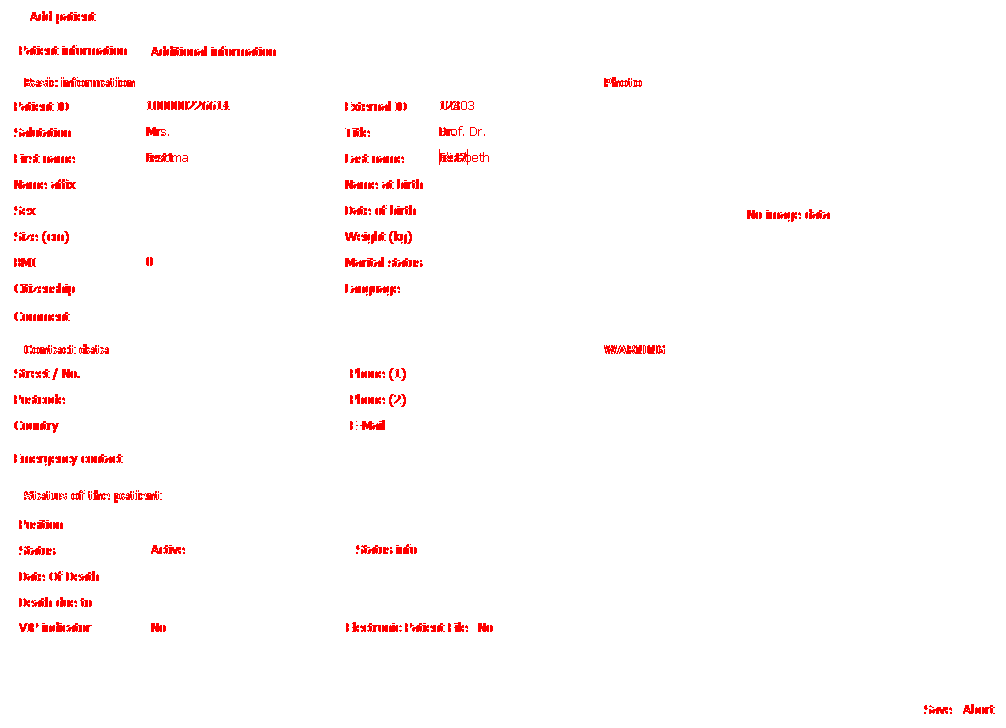 Add patient
Patient information Additional information
Basic information Photo
Patient ID External ID
Salutation Title
First name Last name
Name affix Name at birth
Sex Date of birth No image data
Size (cm) Weight (kg)
BMI 0 Marital status
Citizenship Language
Comment
Contact data WARNING
Street / No. Phone (1)
Postcode Phone (2)
Country E-Mail
Emergency contact
Status of the patient
Position
Status Active Status info
Date Of Death
Death due to
VIP indicator No Electronic Patient File No
Save Abort